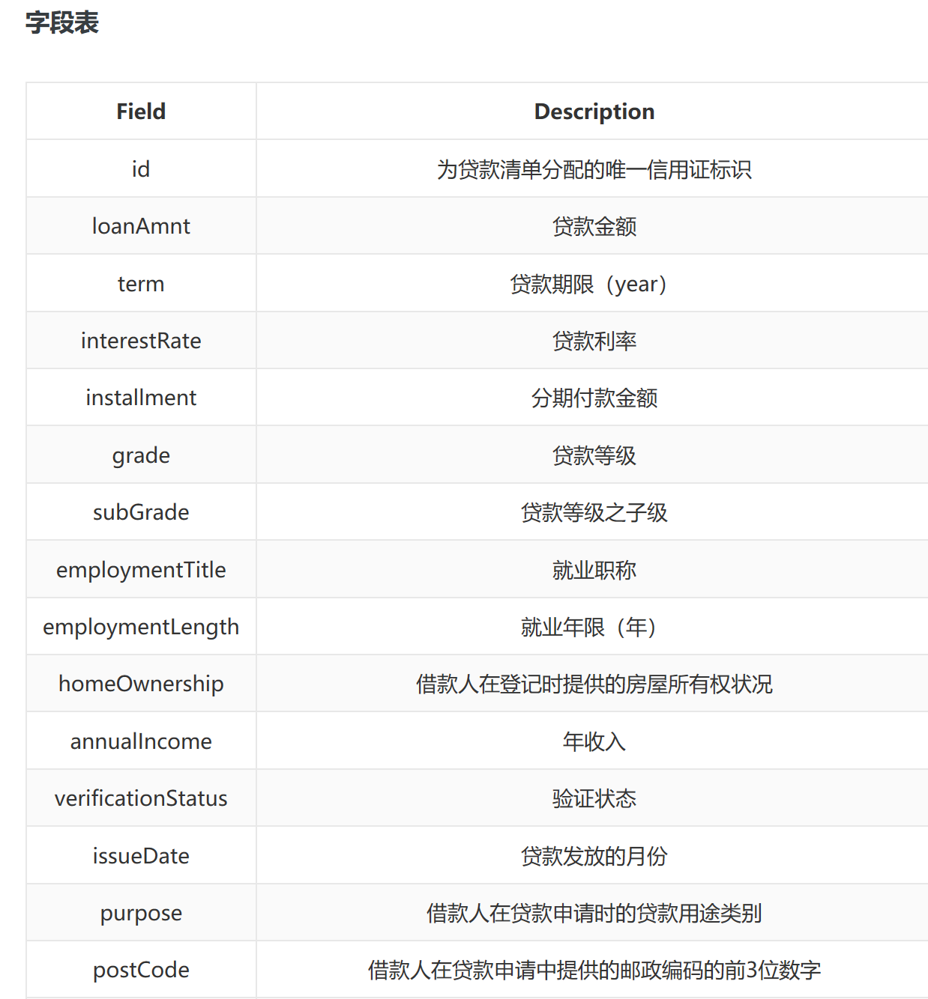 字段表
Field Description
id 为贷款清单分配的唯一信用证标识
loanAmnt 贷款金额
term 贷款期限（year）
interestRate 贷款利率
installment 分期付款金额
grade 贷款等级
subGrade 贷款等级之子级
employmentTitle 就业职称
employmentLength 就业年限（年）
homeOwnership 借款人在登记时提供的房屋所有权状况
annualIncome 年收入
verificationStatus 验证状态
issueDate 贷款发放的月份
purpose 借款人在贷款申请时的贷款用途类别
postCode 借款人在贷款申请中提供的邮政编码的前3位数字